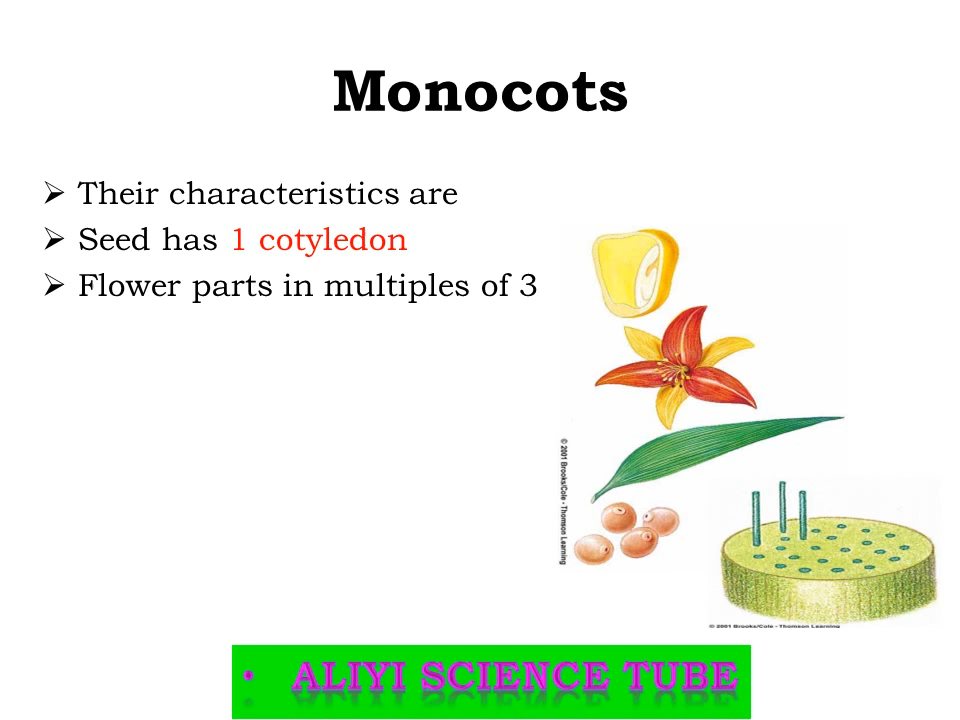 Monocots
➢ Their characteristics are
➢ Seed has 1 cotyledon
➢ Flower parts in multiples of 3
© 2001 Brooks/Cole - Thomson Learning
© 2001 Brooks/Cole - Thomson Learning
• ALIYI SCIENCE TUBE